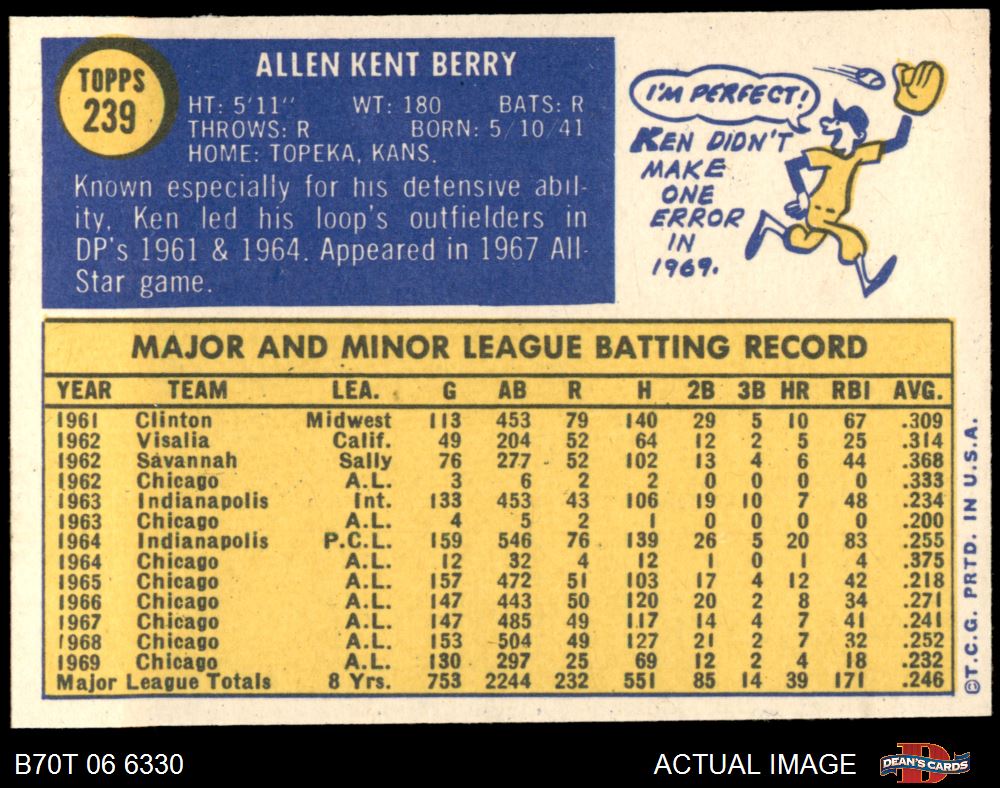 TOPPS
239
ALLEN KENT BERRY
HT: 5'11" WT: 180 BATS: R
THROWS: R BORN: 5/10/41
HOME: TOPEKA, KANS.
Known especially for his defensive abil-
ity, Ken led his loop's outfielders in
DP's 1961 & 1964. Appeared in 1967 All-
Star game.
I'M PERFECT!
KEN DIDN'T
MAKE
ONE
ERROR
IN
1969.
MAJOR AND MINOR LEAGUE BATTING RECORD
YEAR TEAM LEA. G AB R H 2B 3B HR RBI AVG.
1961 Clinton Midwest 113 453 79 140 29 5 10 67 .309
1962 Visalia Calif. 49 204 52 64 12 2 5 25 .314
1962 Savannah Sally 76 277 52 102 13 4 6 44 .368
1962 Chicago A.L. 3 6 2 2 0 0 0 0 .333
1963 Indianapolis Int. 133 453 43 106 19 10 7 48 .234
1963 Chicago A.L. 4 5 2 1 0 0 0 0 .200
1964 Indianapolis P.C.L. 159 546 76 139 26 5 20 83 .255
1964 Chicago A.L. 12 32 4 12 1 0 1 4 .375
1965 Chicago A.L. 157 472 51 103 17 4 12 42 .218
1966 Chicago A.L. 147 443 50 120 20 2 8 34 .271
1967 Chicago A.L. 147 485 49 117 14 4 7 41 .241
1968 Chicago A.L. 153 504 49 127 21 2 7 32 .252
1969 Chicago A.L. 130 297 25 69 12 2 4 18 .232
Major League Totals 8 Yrs. 753 2244 232 551 85 14 39 171 .246
©T.C.G. PRTD. IN U.S.A.
B70T 06 6330
ACTUAL IMAGE
DEAN'S CARDS